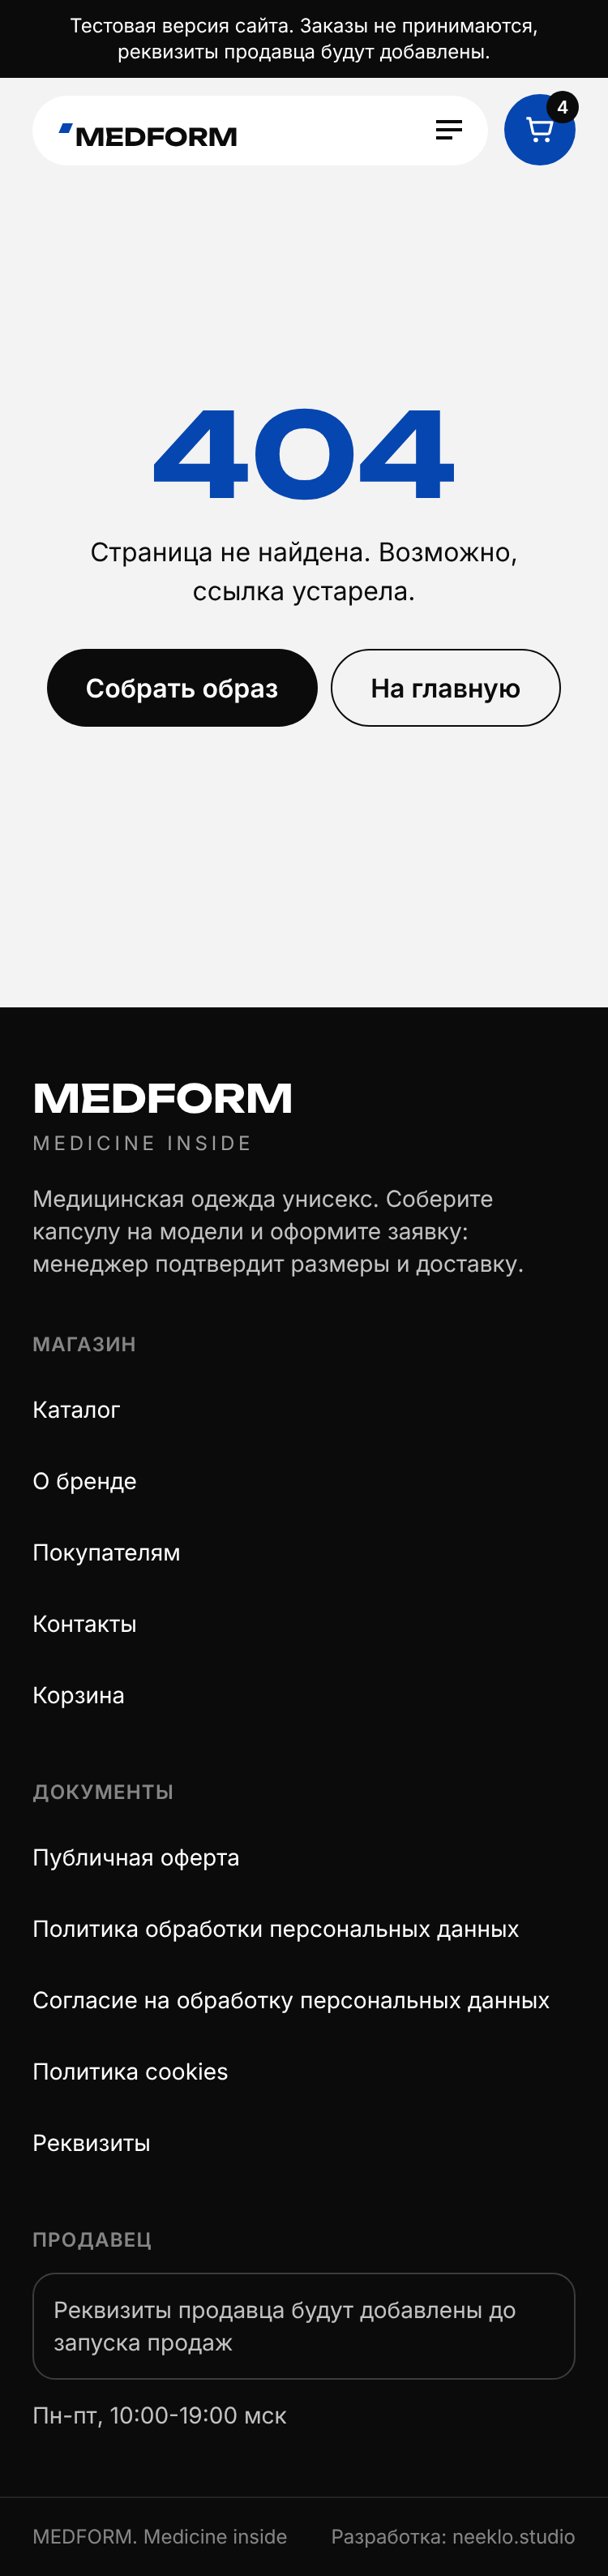 Тестовая версия сайта. Заказы не принимаются,
реквизиты продавца будут добавлены.
MEDFORM
4
404
Страница не найдена. Возможно,
ссылка устарела.
Собрать образ
На главную
MEDFORM
MEDICINE INSIDE
Медицинская одежда унисекс. Соберите
капсулу на модели и оформите заявку:
менеджер подтвердит размеры и доставку.
МАГАЗИН
Каталог
О бренде
Покупателям
Контакты
Корзина
ДОКУМЕНТЫ
Публичная оферта
Политика обработки персональных данных
Согласие на обработку персональных данных
Политика cookies
Реквизиты
ПРОДАВЕЦ
Реквизиты продавца будут добавлены до
запуска продаж
Пн-пт, 10:00-19:00 мск
MEDFORM. Medicine inside
Разработка: neeklo.studio